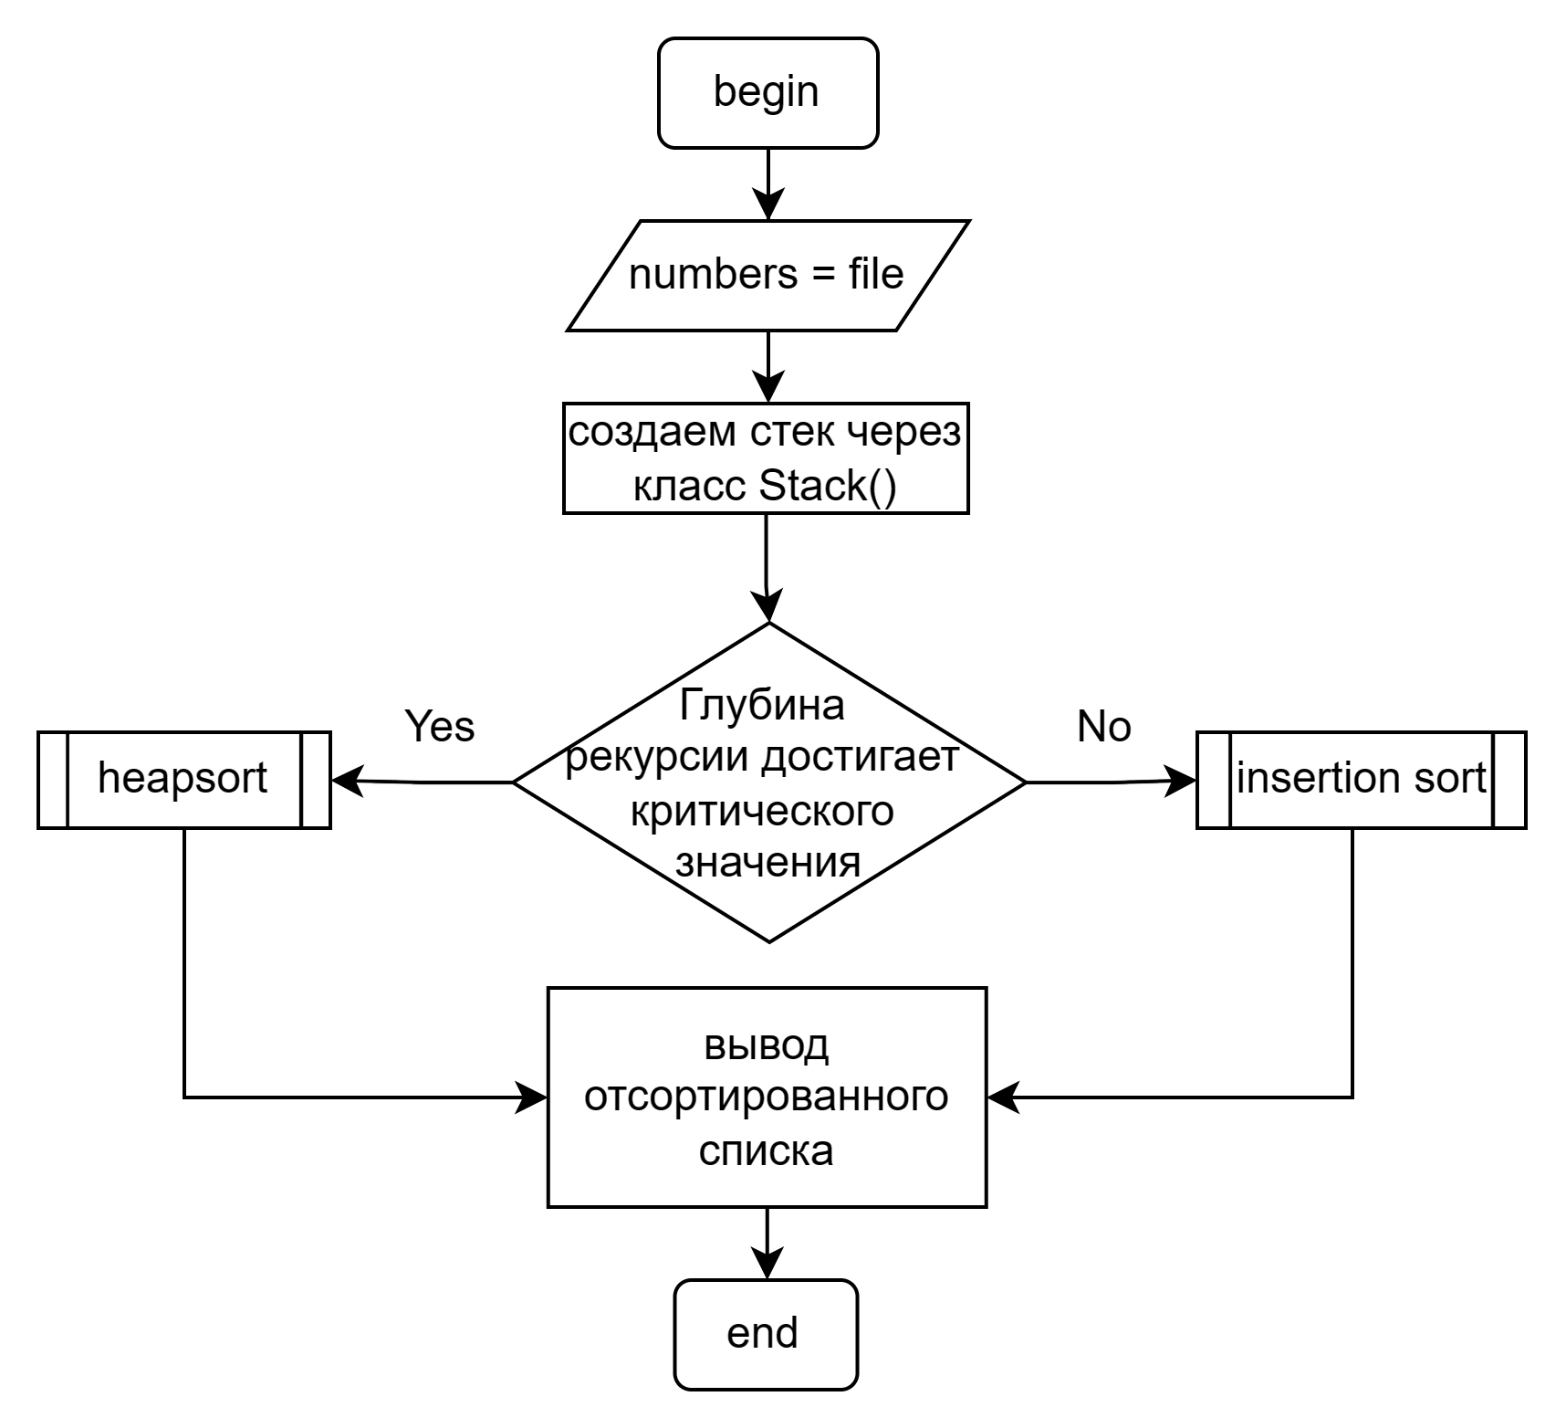 begin
numbers = file
создаем стек через
класс Stack()
Глубина
рекурсии достигает
критического
значения
Yes
No
heapsort
insertion sort
вывод
отсортированного
списка
end